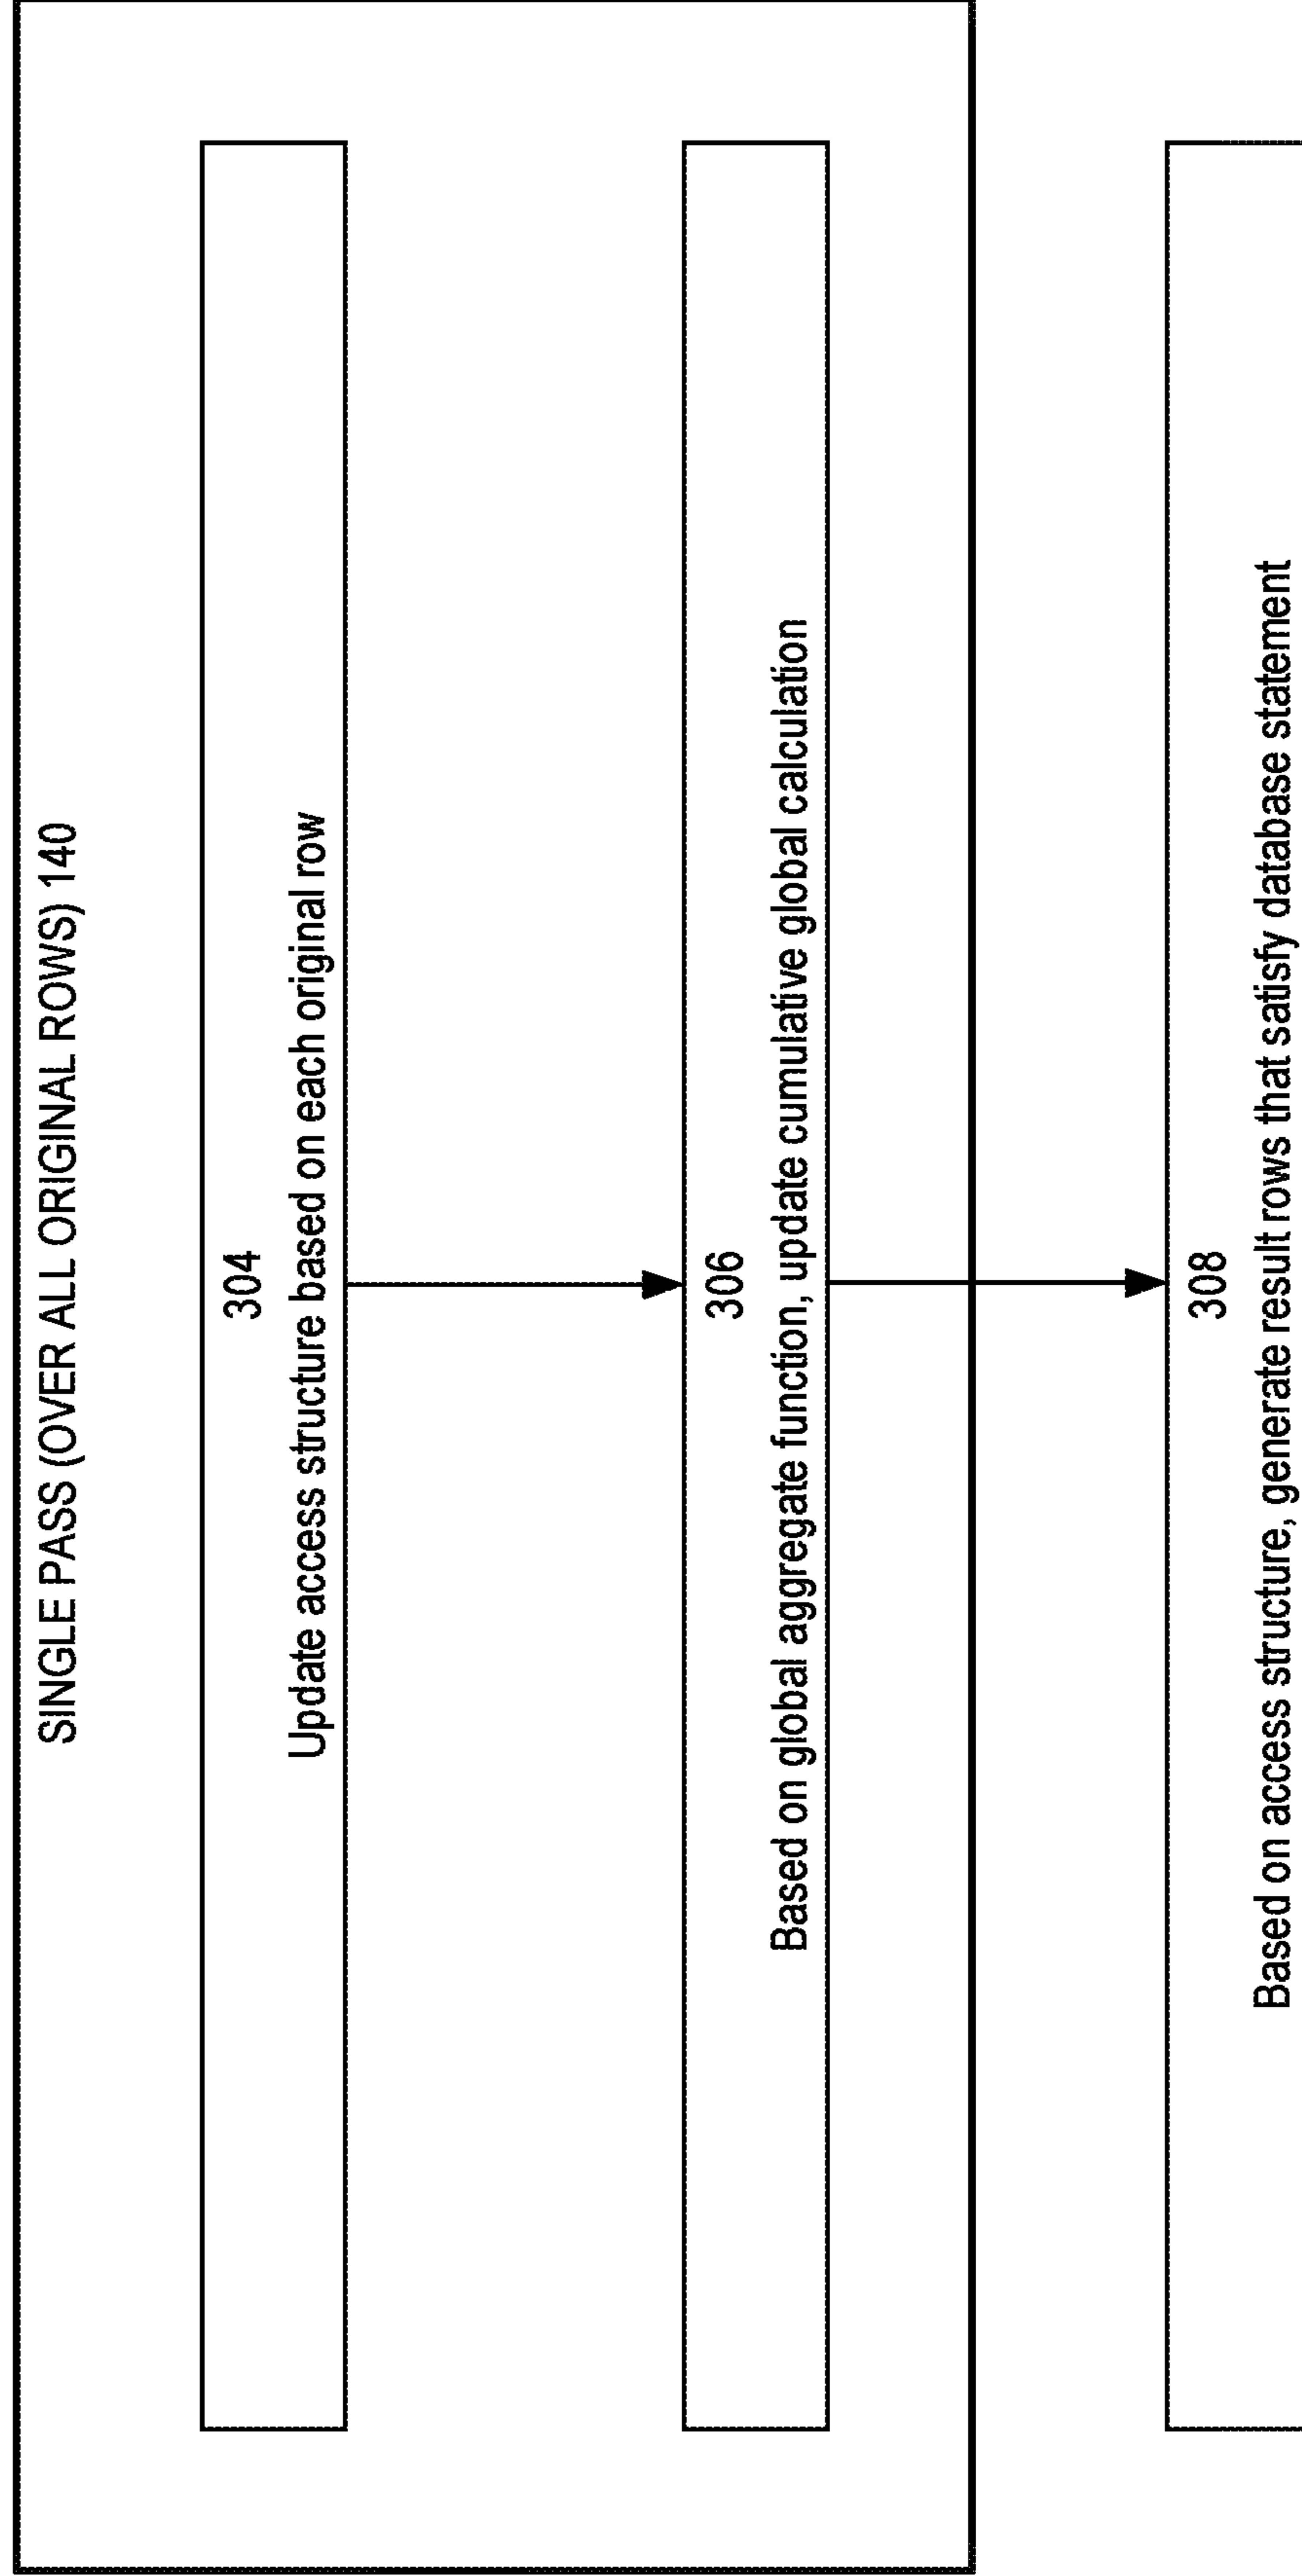 SINGLE PASS (OVER ALL ORIGINAL ROWS) 140
304
Update access structure based on each original row
306
Based on global aggregate function, update cumulative global calculation
308
Based on access structure, generate result rows that satisfy database statement